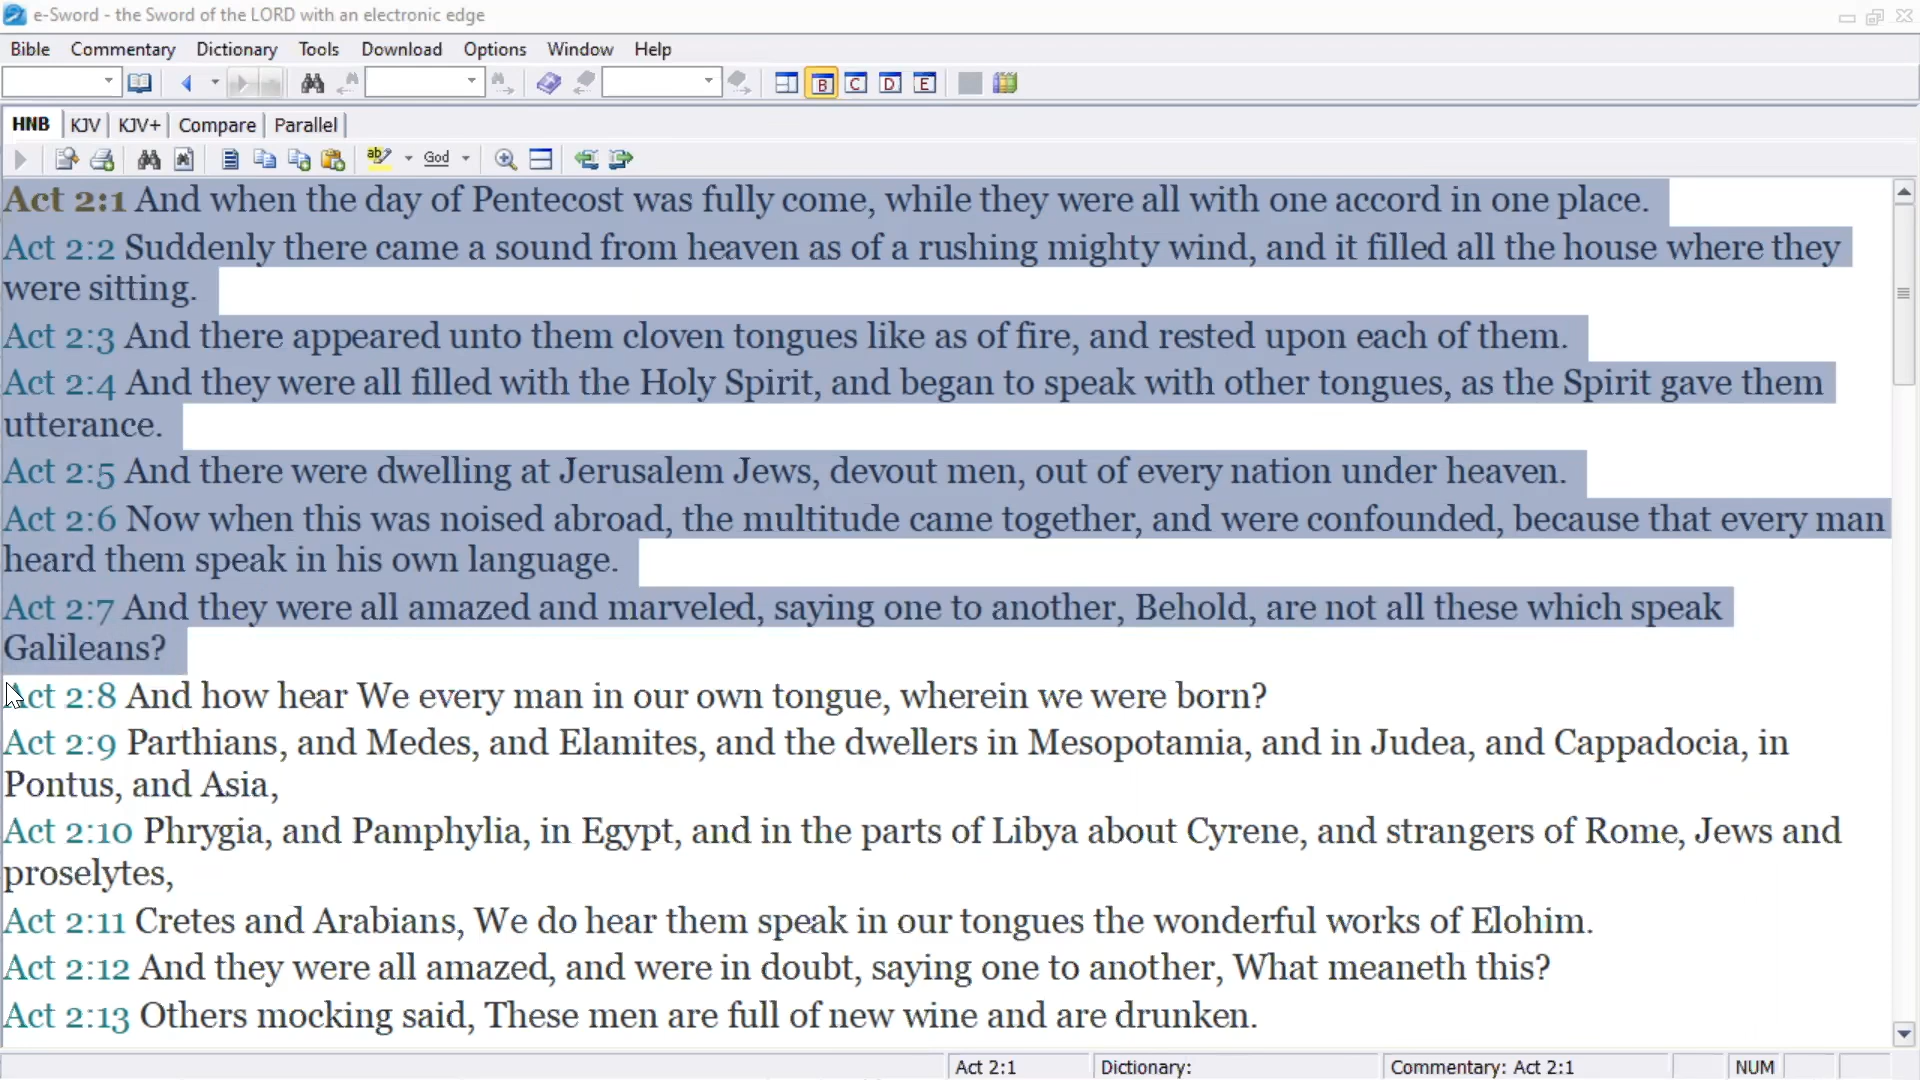 e-Sword - the Sword of the LORD with an electronic edge
Bible Commentary Dictionary Tools Download Options Window Help
B C D E
HNB KJV KJV+ Compare Parallel
ab God
Act 2:1 And when the day of Pentecost was fully come, while they were all with one accord in one place.
Act 2:2 Suddenly there came a sound from heaven as of a rushing mighty wind, and it filled all the house where they
were sitting.
Act 2:3 And there appeared unto them cloven tongues like as of fire, and rested upon each of them.
Act 2:4 And they were all filled with the Holy Spirit, and began to speak with other tongues, as the Spirit gave them
utterance.
Act 2:5 And there were dwelling at Jerusalem Jews, devout men, out of every nation under heaven.
Act 2:6 Now when this was noised abroad, the multitude came together, and were confounded, because that every man
heard them speak in his own language.
Act 2:7 And they were all amazed and marveled, saying one to another, Behold, are not all these which speak
Galileans?
Act 2:8 And how hear We every man in our own tongue, wherein we were born?
Act 2:9 Parthians, and Medes, and Elamites, and the dwellers in Mesopotamia, and in Judea, and Cappadocia, in
Pontus, and Asia,
Act 2:10 Phrygia, and Pamphylia, in Egypt, and in the parts of Libya about Cyrene, and strangers of Rome, Jews and
proselytes,
Act 2:11 Cretes and Arabians, We do hear them speak in our tongues the wonderful works of Elohim.
Act 2:12 And they were all amazed, and were in doubt, saying one to another, What meaneth this?
Act 2:13 Others mocking said, These men are full of new wine and are drunken.
Act 2:1 Dictionary: Commentary: Act 2:1 NUM